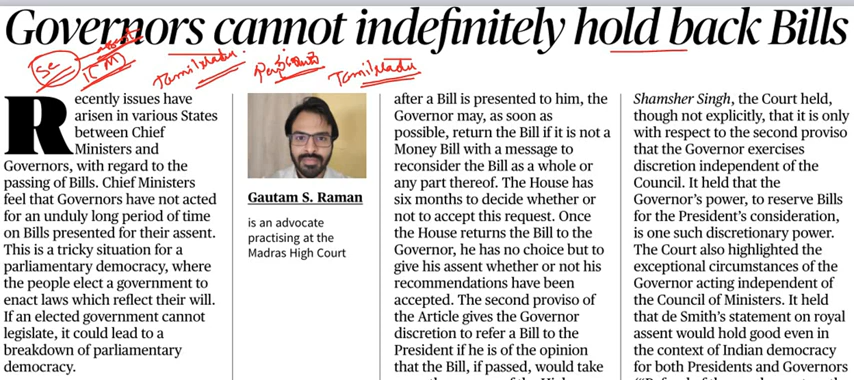 Governors cannot indefinitely hold back Bills
SC
(CM)
Tamilnadu
Tamilnadu
Recently issues have
arisen in various States
between Chief
Ministers and
Governors, with regard to the
passing of Bills. Chief Ministers
feel that Governors have not acted
for an unduly long period of time
on Bills presented for their assent.
This is a tricky situation for a
parliamentary democracy, where
the people elect a government to
enact laws which reflect their will.
If an elected government cannot
legislate, it could lead to a
breakdown of parliamentary
democracy.
Gautam S. Raman
is an advocate
practising at the
Madras High Court
after a Bill is presented to him, the
Governor may, as soon as
possible, return the Bill if it is not a
Money Bill with a message to
reconsider the Bill as a whole or
any part thereof. The House has
six months to decide whether or
not to accept this request. Once
the House returns the Bill to the
Governor, he has no choice but to
give his assent whether or not his
recommendations have been
accepted. The second proviso of
the Article gives the Governor
discretion to refer a Bill to the
President if he is of the opinion
that the Bill, if passed, would take
Shamsher Singh, the Court held,
though not explicitly, that it is only
with respect to the second proviso
that the Governor exercises
discretion independent of the
Council. It held that the
Governor's power, to reserve Bills
for the President's consideration,
is one such discretionary power.
The Court also highlighted the
exceptional circumstances of the
Governor acting independent of
the Council of Ministers. It held
that de Smith's statement on royal
assent would hold good even in
the context of Indian democracy
for both Presidents and Governors